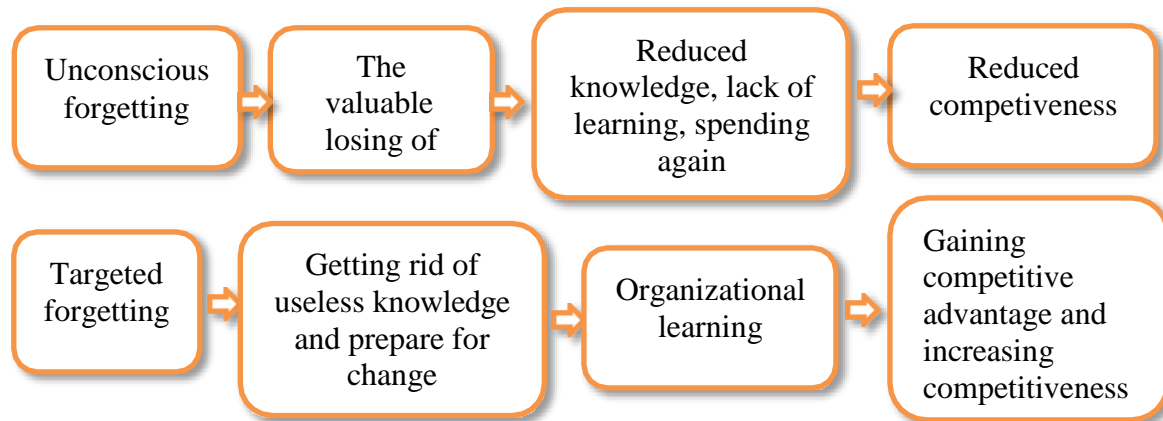 Unconscious
forgetting
The
valuable
losing of
Reduced
knowledge, lack of
learning, spending
again
Reduced
competiveness
Targeted
forgetting
Getting rid of
useless knowledge
and prepare for
change
Organizational
learning
Gaining
competitive
advantage and
increasing
competitiveness